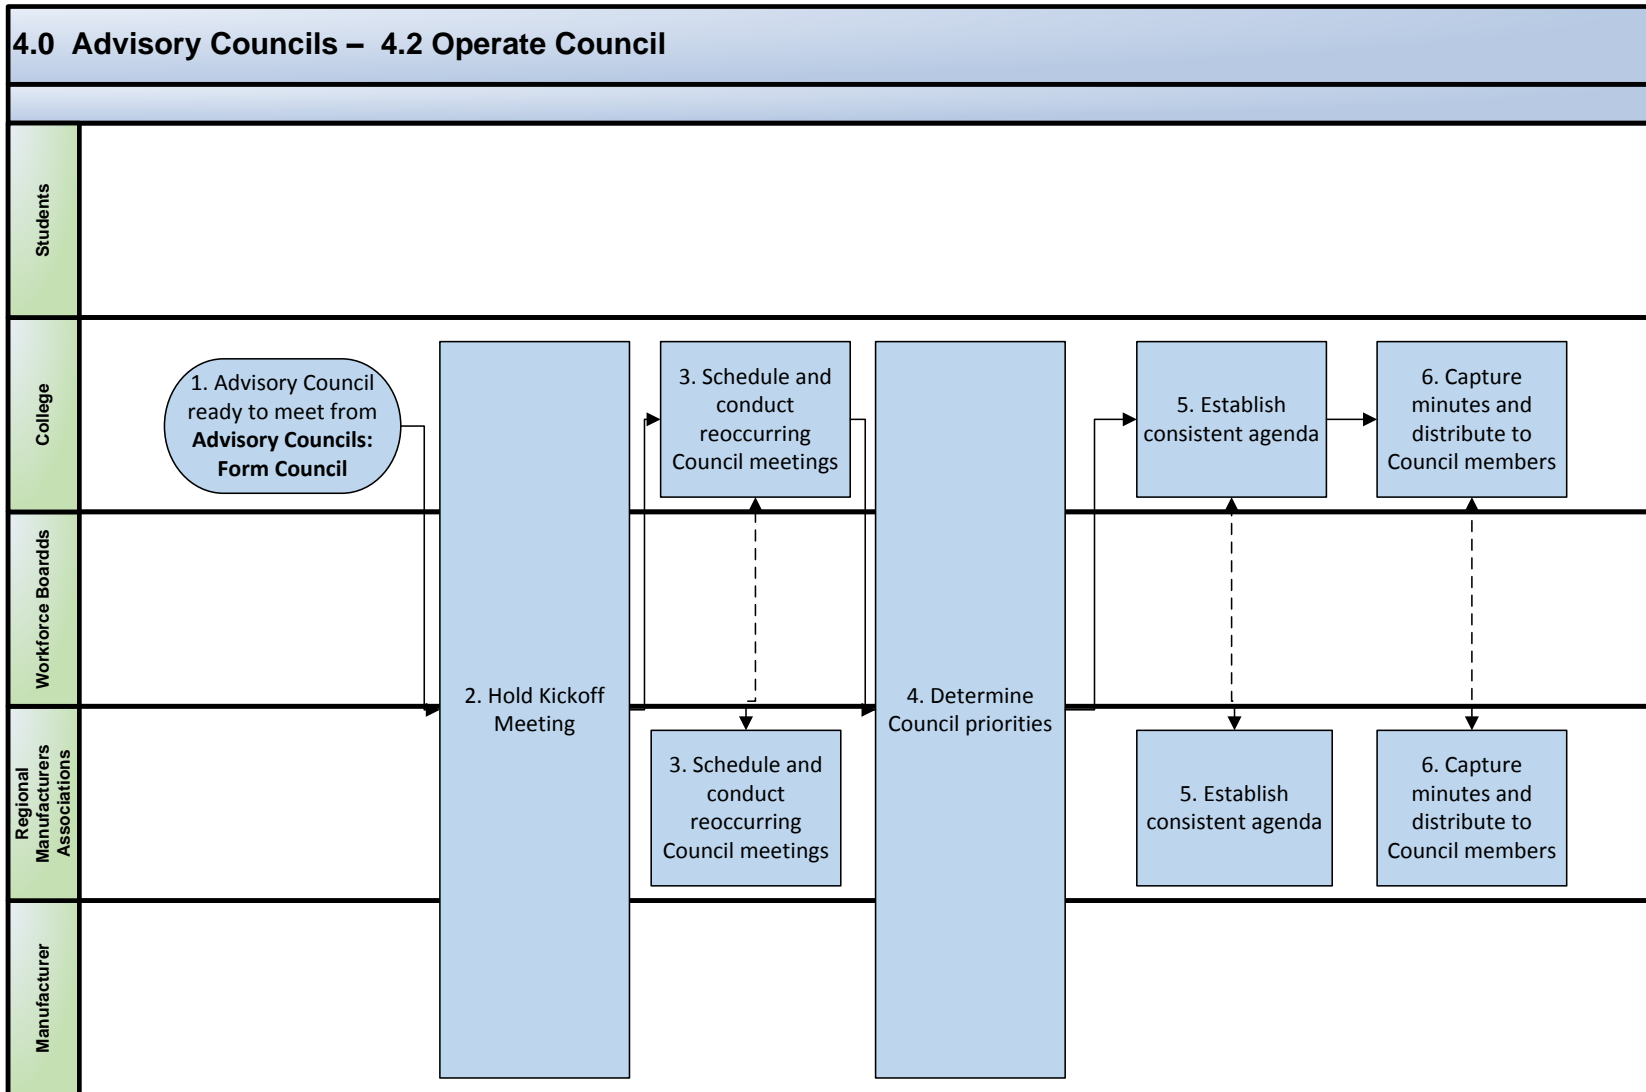 4.0 Advisory Councils – 4.2 Operate Council
Students
College
1. Advisory Council
ready to meet from
Advisory Councils:
Form Council
3. Schedule and
conduct
reoccurring
Council meetings
5. Establish
consistent agenda
6. Capture
minutes and
distribute to
Council members
Workforce Boardds
2. Hold Kickoff
Meeting
4. Determine
Council priorities
Regional
Manufacturers
Associations
3. Schedule and
conduct
reoccurring
Council meetings
5. Establish
consistent agenda
6. Capture
minutes and
distribute to
Council members
Manufacturer